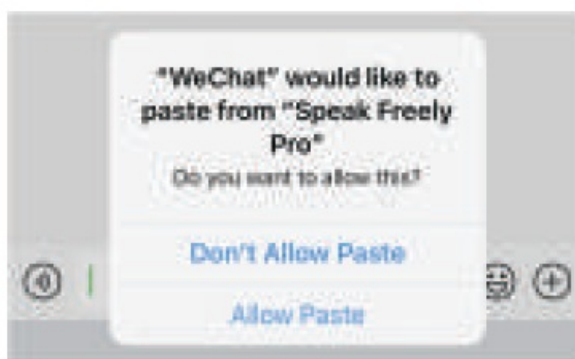 "WeChat" would like to
paste from "Speak Freely
Pro"
Do you want to allow this?
Don't Allow Paste
Allow Paste